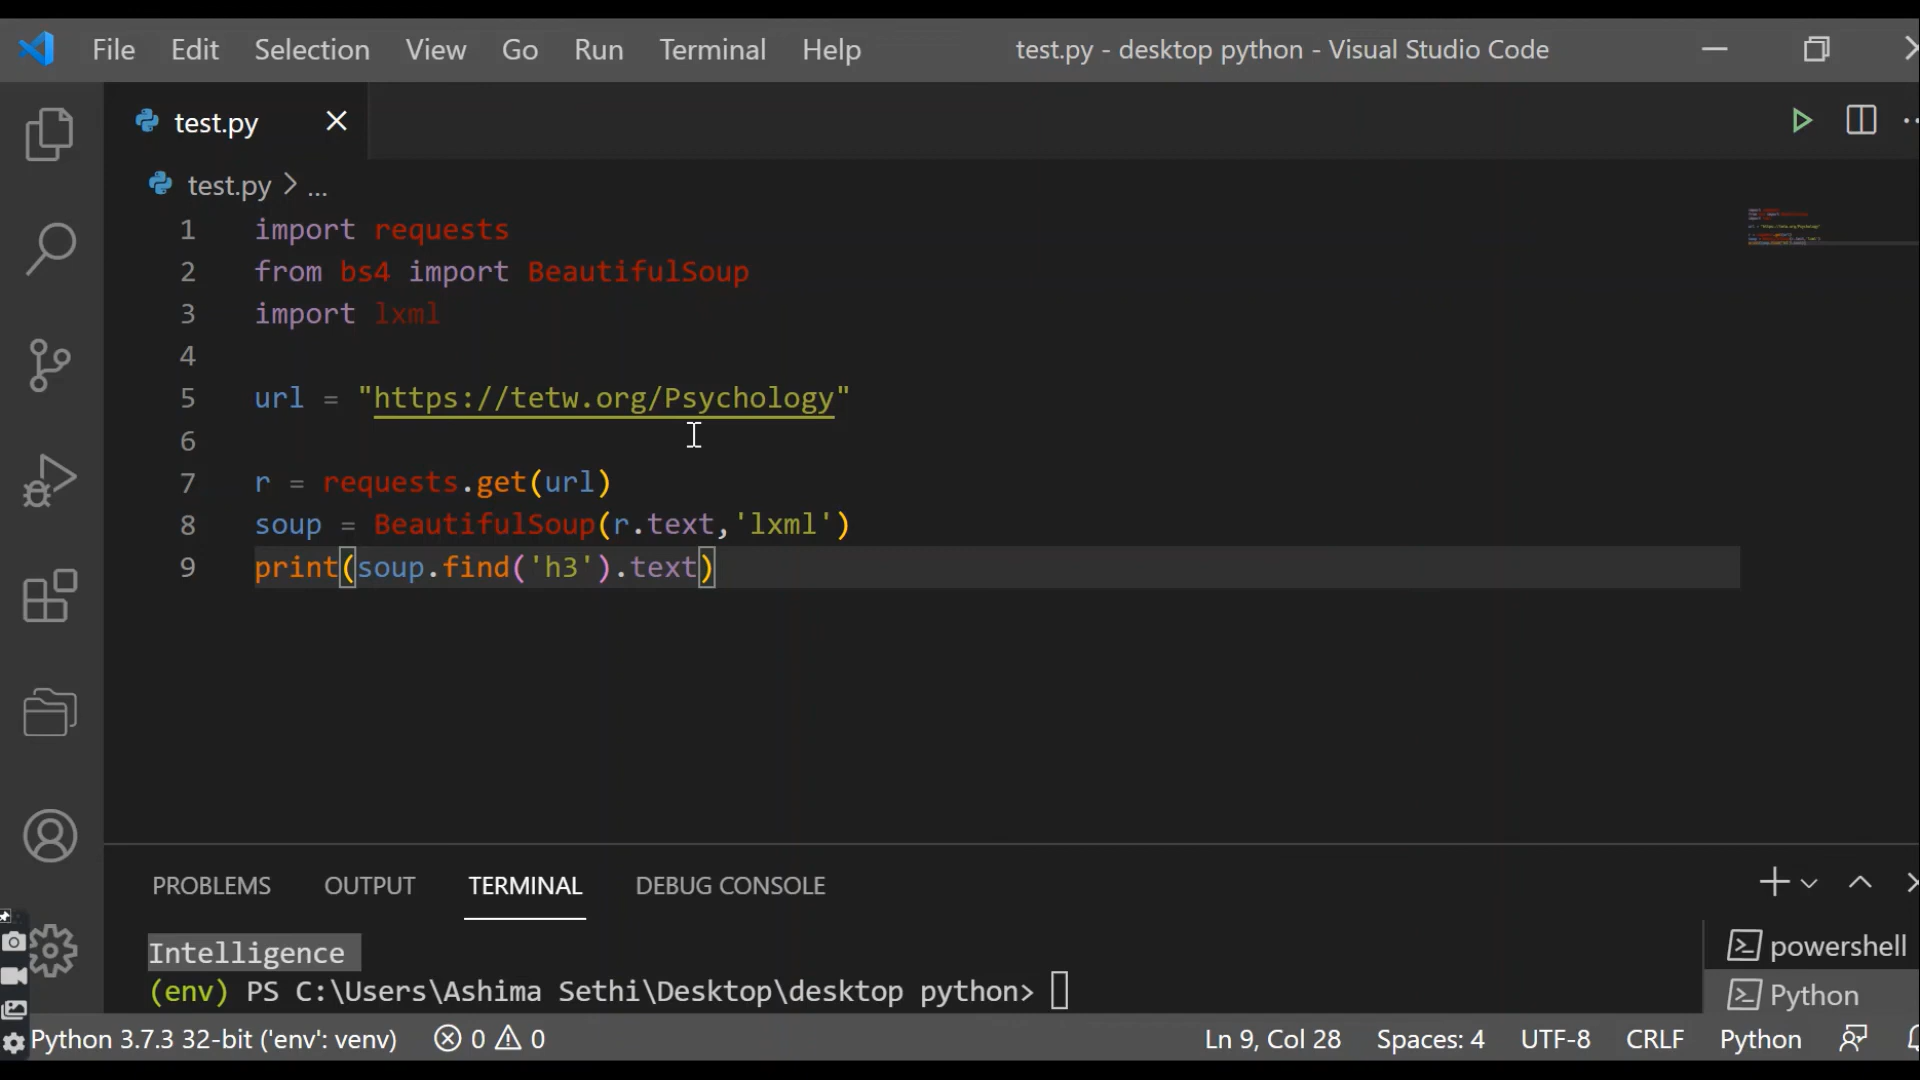 File Edit Selection View Go Run Terminal Help test.py - desktop python - Visual Studio Code
test.py
test.py > ...
1 import requests
2 from bs4 import BeautifulSoup
3 import lxml
4
5 url = "https://tetw.org/Psychology"
6
7 r = requests.get(url)
8 soup = BeautifulSoup(r.text,'lxml')
9 print(soup.find('h3').text)
PROBLEMS OUTPUT TERMINAL DEBUG CONSOLE
Intelligence
(env) PS C:\Users\Ashima Sethi\Desktop\desktop python>
powershell
Python
Python 3.7.3 32-bit ('env': venv) 0 0 Ln 9, Col 28 Spaces: 4 UTF-8 CRLF Python